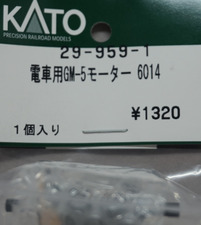 KATO
PRECISION RAILROAD MODELS
29-959-1
電車用GM-5モーター 6014
¥1320
1個入り